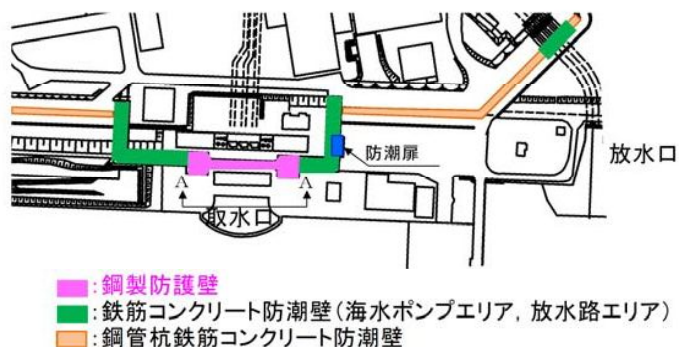 防潮扉
放水口
A A
取水口
:鋼製防護壁
:鉄筋コンクリート防潮壁(海水ポンプエリア, 放水路エリア)
:鋼管杭鉄筋コンクリート防潮壁